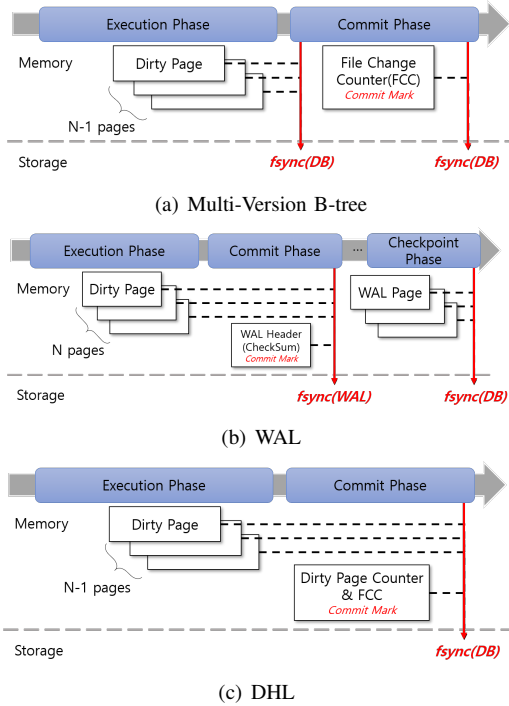 Execution Phase
Commit Phase
Memory
Dirty Page
File Change
Counter(FCC)
Commit Mark
N-1 pages
Storage
fsync(DB)
fsync(DB)
(a) Multi-Version B-tree
Execution Phase
Commit Phase
...
Checkpoint
Phase
Memory
Dirty Page
WAL Page
N pages
WAL Header
(CheckSum)
Commit Mark
Storage
fsync(WAL)
fsync(DB)
(b) WAL
Execution Phase
Commit Phase
Memory
Dirty Page
N-1 pages
Dirty Page Counter
& FCC
Commit Mark
Storage
fsync(DB)
(c) DHL